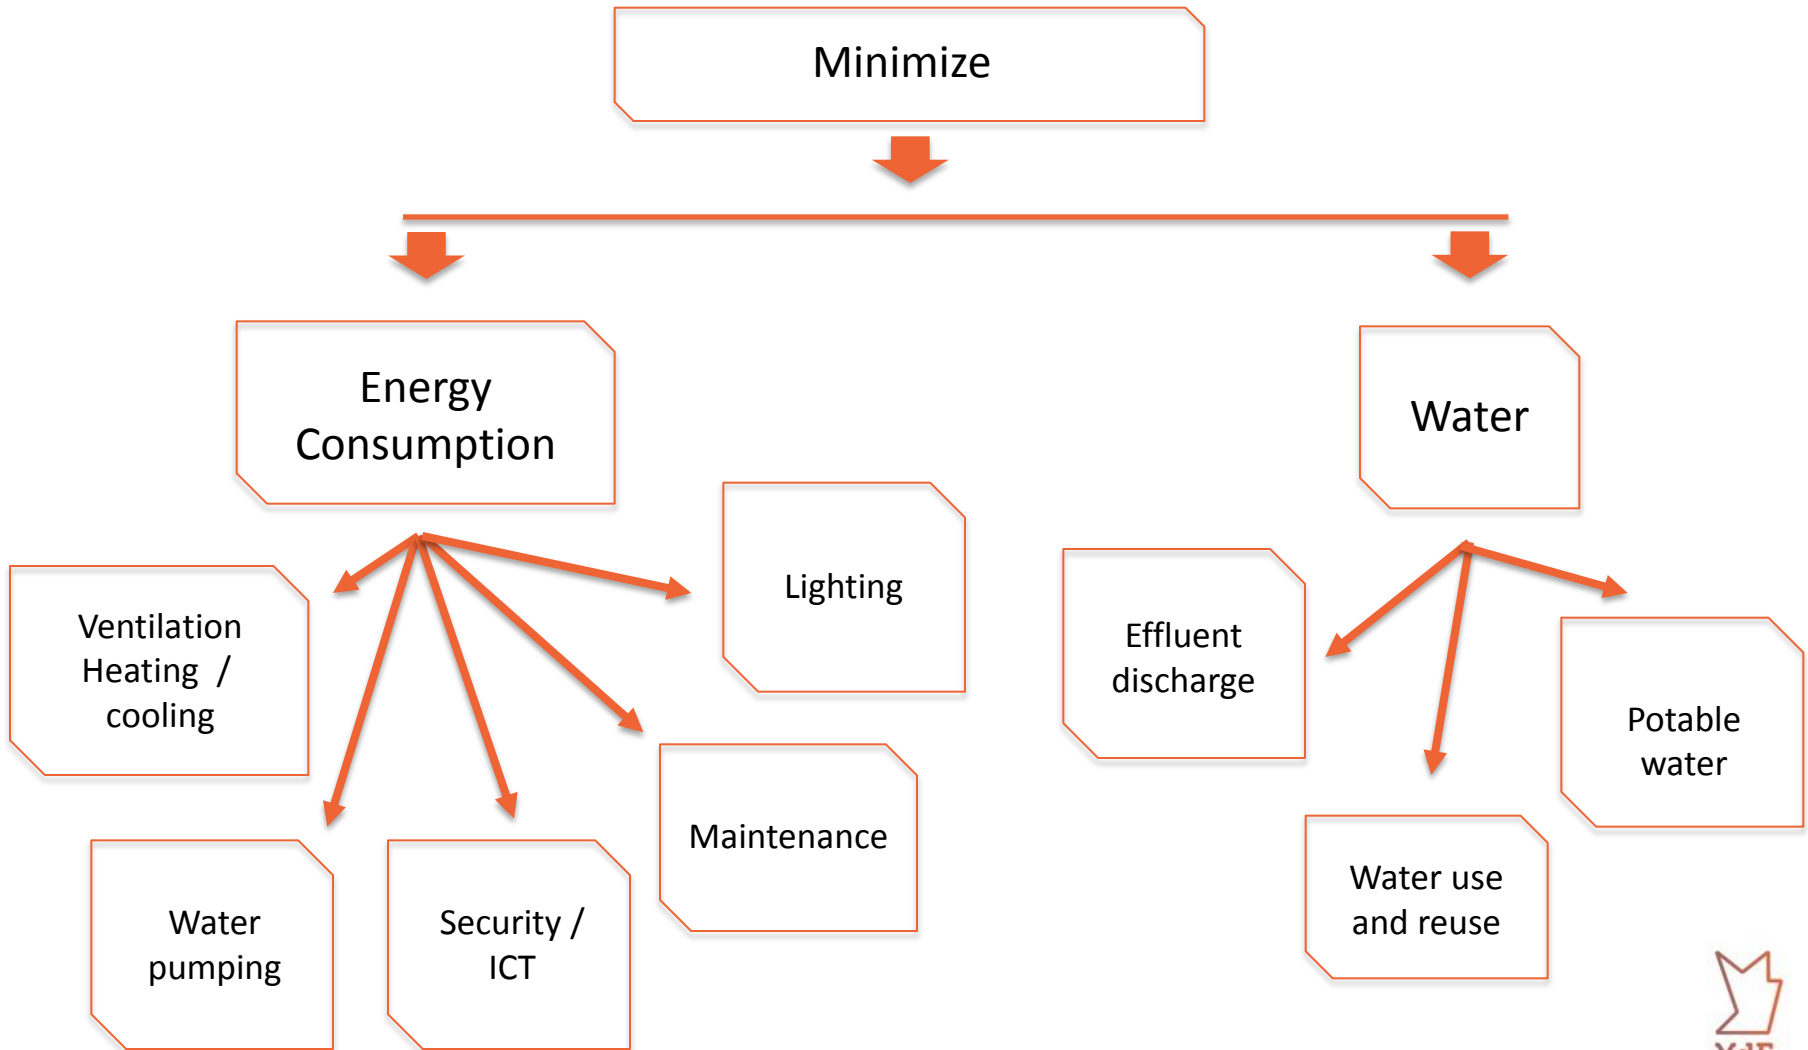 Minimize
Energy
Consumption
Water
Lighting
Ventilation
Heating /
cooling
Effluent
discharge
Potable
water
Maintenance
Water use
and reuse
Water
pumping
Security /
ICT